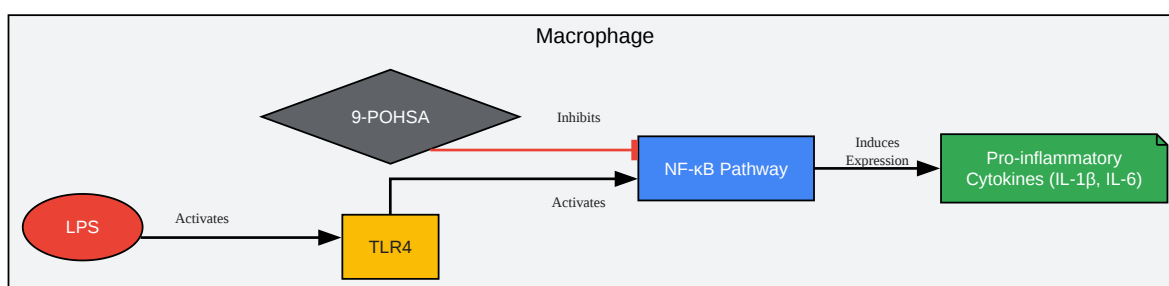 Macrophage
9-POHSA
Inhibits
Induces
Expression
NF-κB Pathway
Pro-inflammatory
Cytokines (IL-1β, IL-6)
Activates
LPS
Activates
TLR4